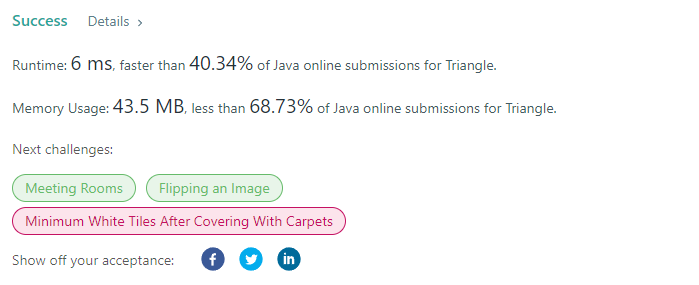 Success Details >
Runtime: 6 ms, faster than 40.34% of Java online submissions for Triangle.
Memory Usage: 43.5 MB, less than 68.73% of Java online submissions for Triangle.
Next challenges:
Meeting Rooms Flipping an Image
Minimum White Tiles After Covering With Carpets
Show off your acceptance: f in